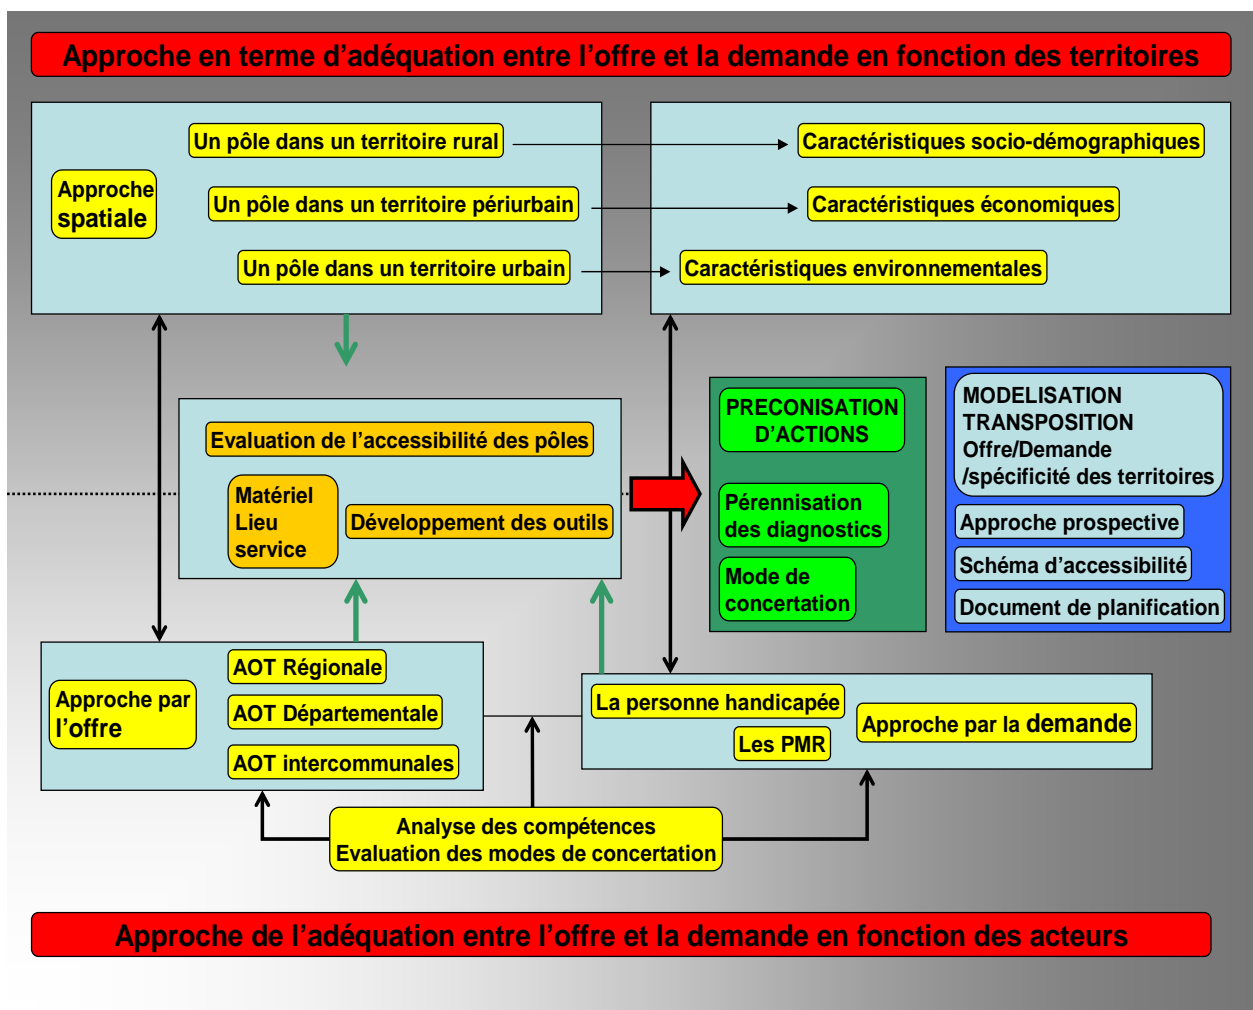 Approche en terme d'adéquation entre l'offre et la demande en fonction des territoires
Un pôle dans un territoire rural
Caractéristiques socio-démographiques
Approche
spatiale
Un pôle dans un territoire périurbain
Caractéristiques économiques
Un pôle dans un territoire urbain
Caractéristiques environnementales
Evaluation de l'accessibilité des pôles
Matériel
Lieu
service
Développement des outils
PRECONISATION
D'ACTIONS
Pérennisation
des diagnostics
Mode de
concertation
MODELISATION
TRANSPOSITION
Offre/Demande
/spécificité des territoires
Approche prospective
Schéma d'accessibilité
Document de planification
Approche par
l'offre
AOT Régionale
AOT Départementale
AOT intercommunales
La personne handicapée
Les PMR
Approche par la demande
Analyse des compétences
Evaluation des modes de concertation
Approche de l'adéquation entre l'offre et la demande en fonction des acteurs